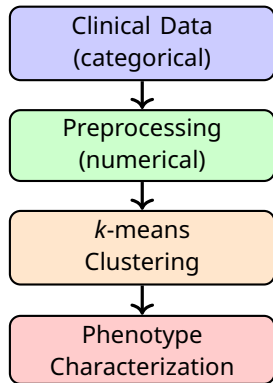 Clinical Data
(categorical)
Preprocessing
(numerical)
k-means
Clustering
Phenotype
Characterization